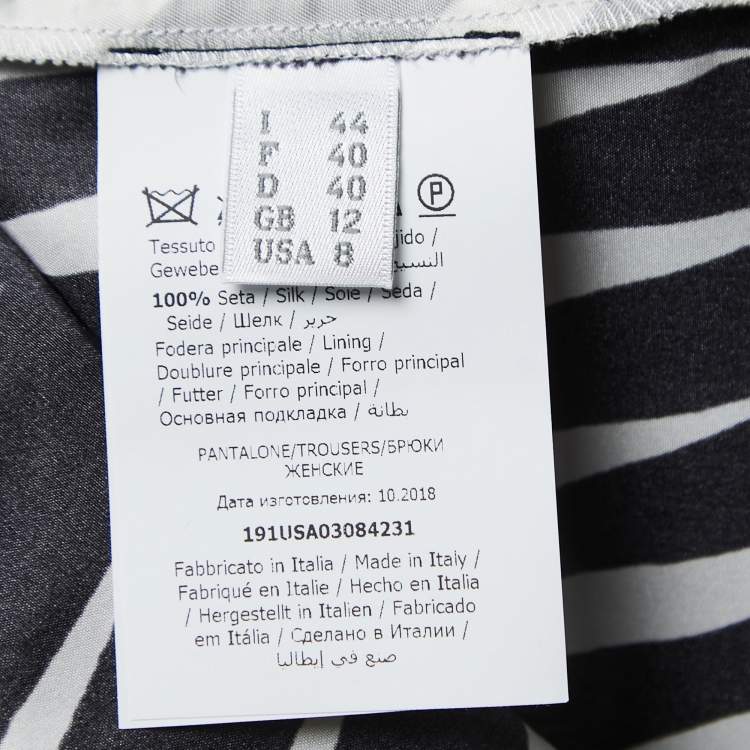 I 44
F 40
D 40
GB 12
USA 8
P
Tessuto jido /
Gewebe
100% Seta / Silk / Soie / Seda /
Seide / Шелк / حرير
Fodera principale / Lining /
Doublure principale / Forro principal
/ Futter / Forro principal /
Основная подкладка / بطانة
PANTALONE/TROUSERS/БРЮКИ
ЖЕНСКИЕ
Дата изготовления: 10.2018
191USA03084231
Fabbricato in Italia / Made in Italy /
Fabriqué en Italie / Hecho en Italia
/ Hergestellt in Italien / Fabricado
em Itália / Сделано в Италии /
صنع في إيطاليا